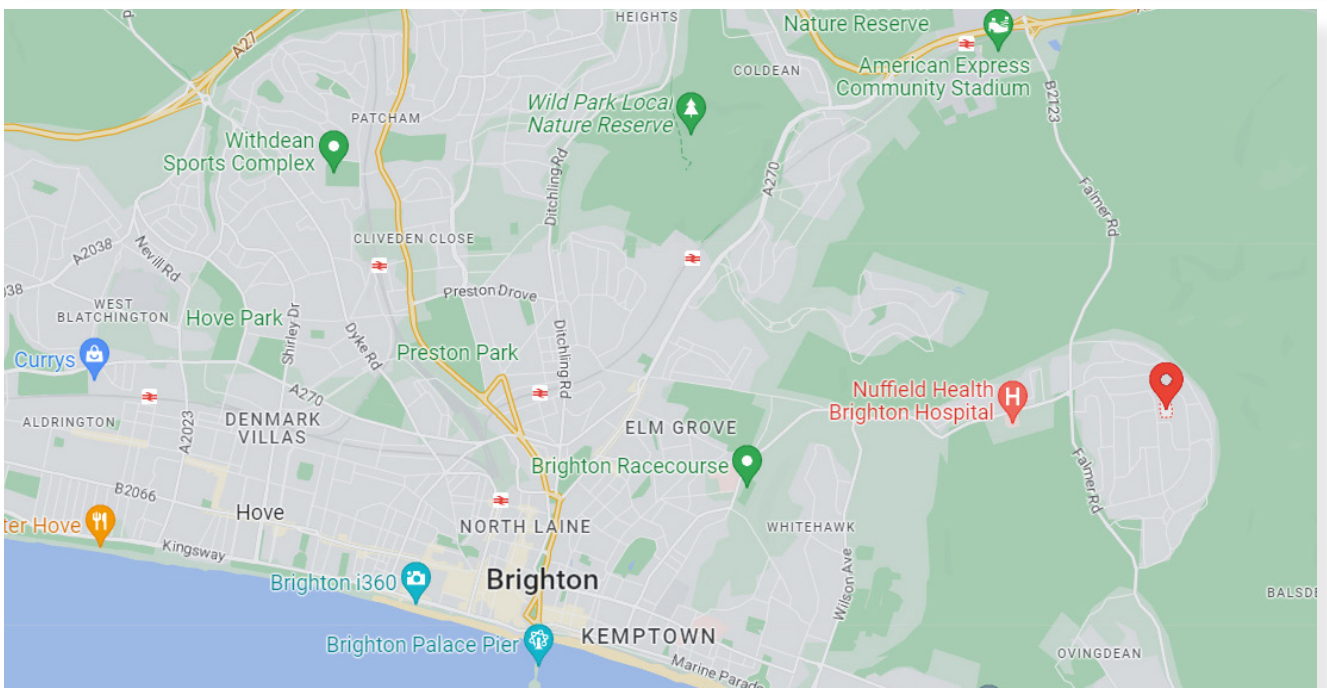 HEIGHTS
Nature Reserve
A27
COLDEAN
American Express
Community Stadium
B2123
Wild Park Local
Nature Reserve
PATCHAM
Withdean
Sports Complex
Ditchling Rd
A270
Falmer Rd
CLIVEDEN CLOSE
A2038
Nevill Rd
38
Preston Drove
WEST
BLATCHINGTON
Hove Park
Shirley Dr
Dyke Rd
Ditchling Rd
Preston Park
Currys
A270
Nuffield Health
Brighton Hospital
H
ALDRINGTON
A2023
DENMARK
VILLAS
ELM GROVE
Brighton Racecourse
Falmer Rd
B2066
Hove
NORTH LAINE
WHITEHAWK
ter Hove
Kingsway
Brighton i360
Brighton
Wilson Ave
BALSDE
Brighton Palace Pier
KEMPTOWN
Marine Parade
OVINGDEAN